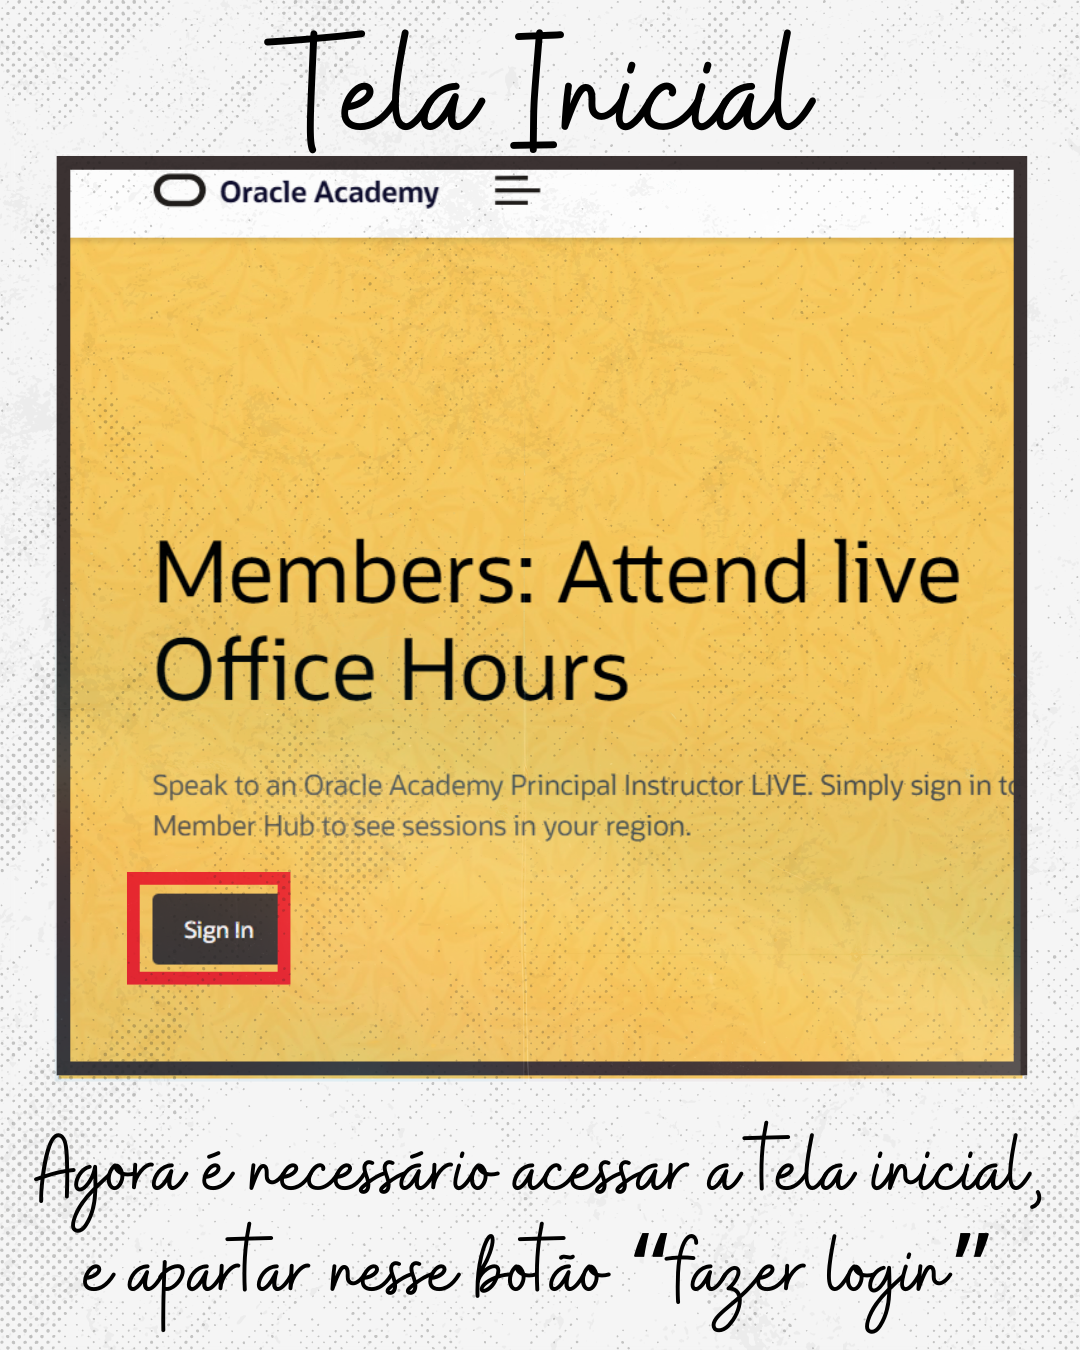 Tela Inicial
Oracle Academy
Members: Attend live
Office Hours
Speak to an Oracle Academy Principal Instructor LIVE. Simply sign in to
Member Hub to see sessions in your region.
Sign In
Agora é necessário acessar a tela inicial,
e apartar nesse botão “fazer login”